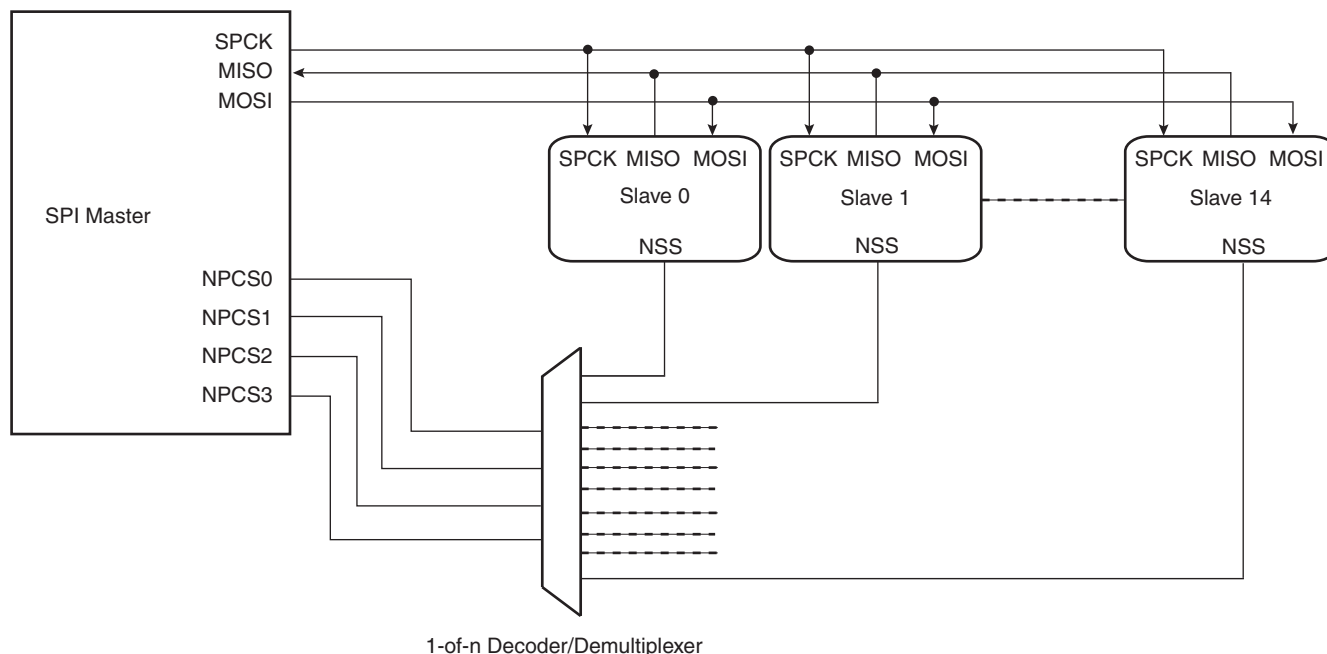 SPCK
MISO
MOSI
SPI Master
SPCK MISO MOSI
Slave 0
NSS
SPCK MISO MOSI
Slave 1
NSS
SPCK MISO MOSI
Slave 14
NSS
NPCS0
NPCS1
NPCS2
NPCS3
1-of-n Decoder/Demultiplexer